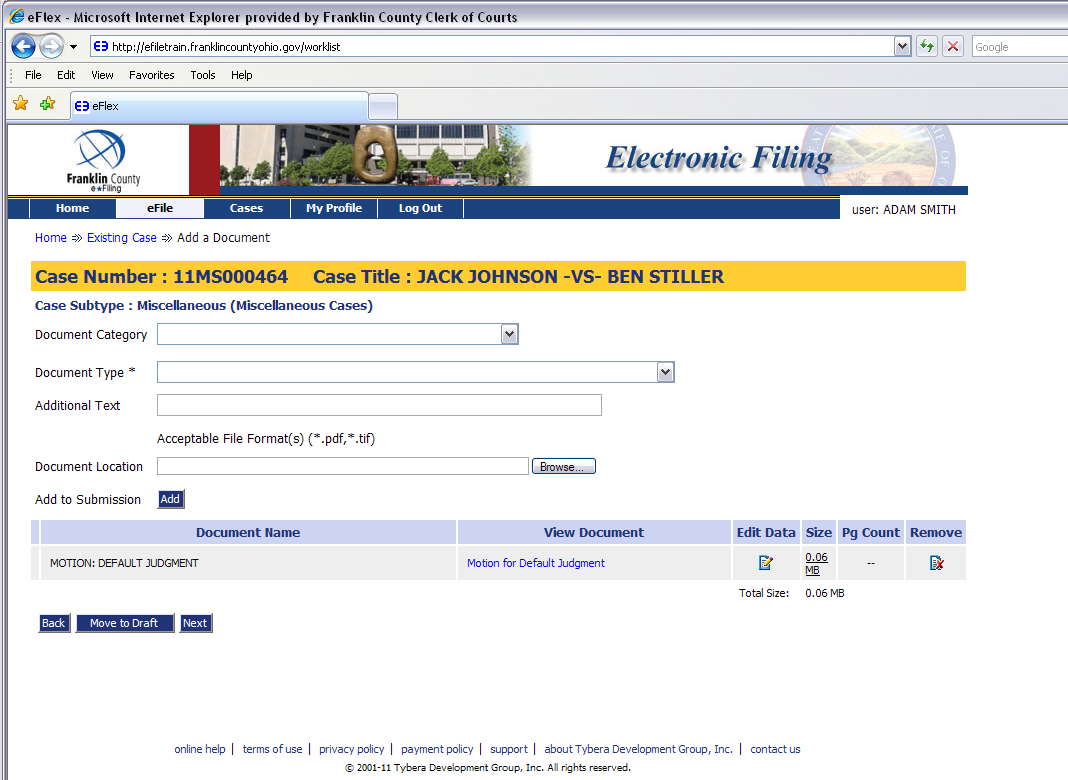 eFlex - Microsoft Internet Explorer provided by Franklin County Clerk of Courts
http://efiletrain.franklincountyohio.gov/worklist
Google
File Edit View Favorites Tools Help
eFlex
Franklin County
e★Filing
Electronic Filing
Home eFile Cases My Profile Log Out
user: ADAM SMITH
Home ⇒ Existing Case ⇒ Add a Document
Case Number : 11MS000464 Case Title : JACK JOHNSON -VS- BEN STILLER
Case Subtype : Miscellaneous (Miscellaneous Cases)
Document Category
Document Type *
Additional Text
Acceptable File Format(s) (*.pdf,*.tif)
Document Location Browse...
Add to Submission Add
Document Name View Document Edit Data Size Pg Count Remove
MOTION: DEFAULT JUDGMENT Motion for Default Judgment 0.06 MB --
Total Size: 0.06 MB
Back Move to Draft Next
online help | terms of use | privacy policy | payment policy | support | about Tybera Development Group, Inc. | contact us
© 2001-11 Tybera Development Group, Inc. All rights reserved.